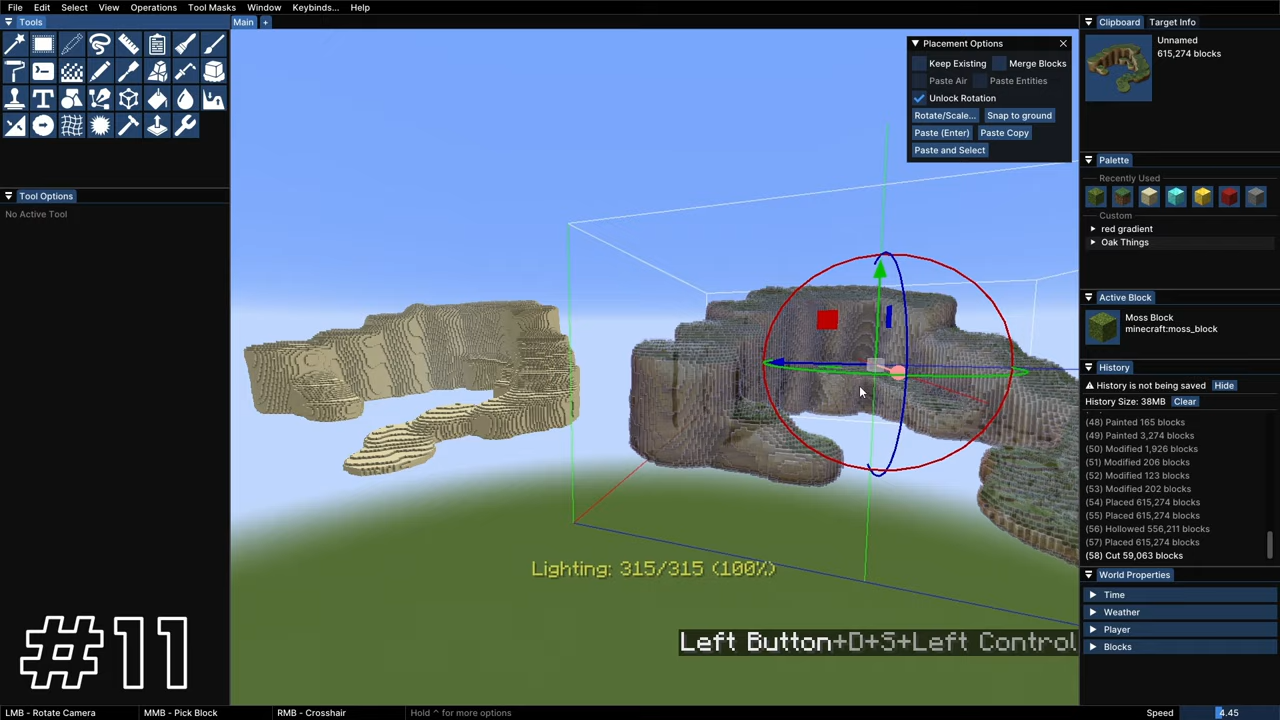 File Edit Select View Operations Tool Masks Window Keybinds... Help
Tools
Main +
Tool Options
No Active Tool
Placement Options
Keep Existing Merge Blocks
Paste Air Paste Entities
Unlock Rotation
Rotate/Scale... Snap to ground
Paste (Enter) Paste Copy
Paste and Select
Clipboard Target Info
Unnamed
615,274 blocks
Palette
Recently Used
Custom
red gradient
Oak Things
Active Block
Moss Block
minecraft:moss_block
History
History is not being saved Hide
History Size: 38MB Clear
(48) Painted 165 blocks
(49) Painted 3,274 blocks
(50) Modified 1,926 blocks
(51) Modified 206 blocks
(52) Modified 123 blocks
(53) Modified 202 blocks
(54) Placed 615,274 blocks
(55) Placed 615,274 blocks
(56) Hollowed 556,211 blocks
(57) Placed 615,274 blocks
(58) Cut 59,063 blocks
World Properties
Time
Weather
Player
Blocks
Lighting: 315/315 (100%)
Left Button+D+S+Left Control
#11
LMB - Rotate Camera MMB - Pick Block RMB - Crosshair Hold ^ for more options Speed 4.45